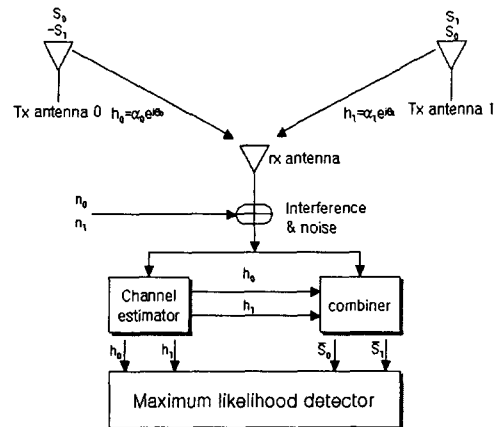 S₀
-S₁
S₁
S₀
Tx antenna 0
h₀=α₀e^jθ₀
h₁=α₁e^jθ₁
Tx antenna 1
rx antenna
n₀
n₁
Interference
& noise
Channel
estimator
h₀
h₁
combiner
h₀
h₁
S̃₀
S̃₁
Maximum likelihood detector